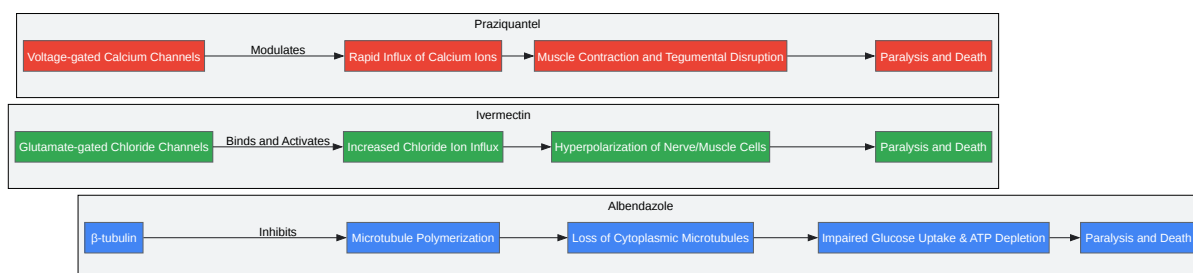 Praziquantel
Voltage-gated Calcium Channels
Modulates
Rapid Influx of Calcium Ions
Muscle Contraction and Tegumental Disruption
Paralysis and Death
Ivermectin
Glutamate-gated Chloride Channels
Binds and Activates
Increased Chloride Ion Influx
Hyperpolarization of Nerve/Muscle Cells
Paralysis and Death
Albendazole
β-tubulin
Inhibits
Microtubule Polymerization
Loss of Cytoplasmic Microtubules
Impaired Glucose Uptake & ATP Depletion
Paralysis and Death